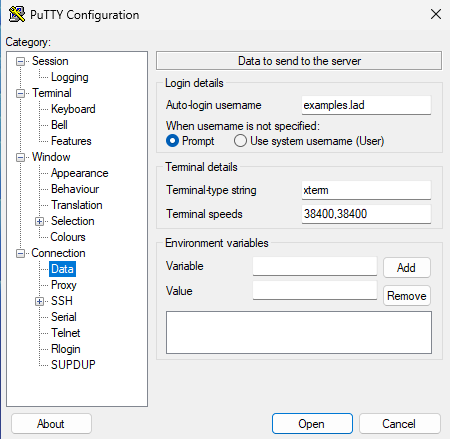 PuTTY Configuration
Category:
Session
Logging
Terminal
Keyboard
Bell
Features
Window
Appearance
Behaviour
Translation
Selection
Colours
Connection
Data
Proxy
SSH
Serial
Telnet
Rlogin
SUPDUP
Data to send to the server
Login details
Auto-login username
examples.lad
When username is not specified:
Prompt
Use system username (User)
Terminal details
Terminal-type string
xterm
Terminal speeds
38400,38400
Environment variables
Variable
Add
Value
Remove
About
Open
Cancel